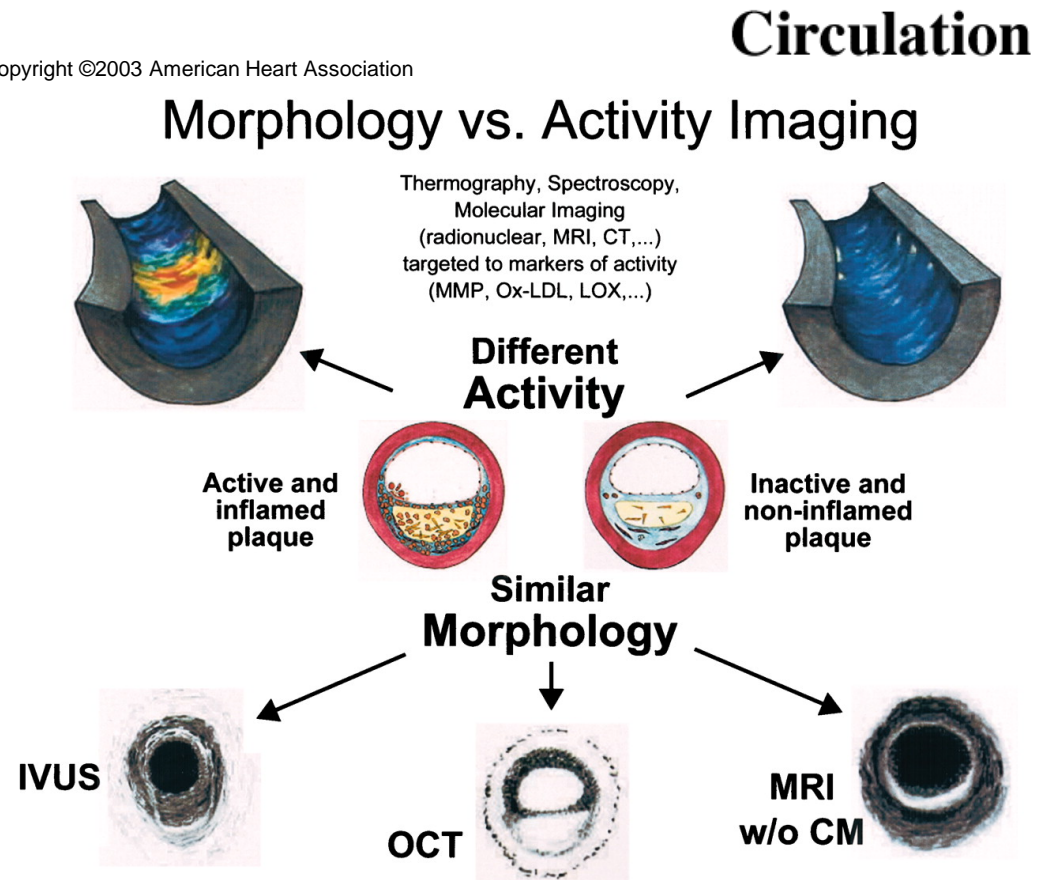 Circulation
opyright ©2003 American Heart Association
Morphology vs. Activity Imaging
Thermography, Spectroscopy,
Molecular Imaging
(radionuclear, MRI, CT,...)
targeted to markers of activity
(MMP, Ox-LDL, LOX,...)
Different
Activity
Active and
inflamed
plaque
Inactive and
non-inflamed
plaque
Similar
Morphology
IVUS
OCT
MRI
w/o CM